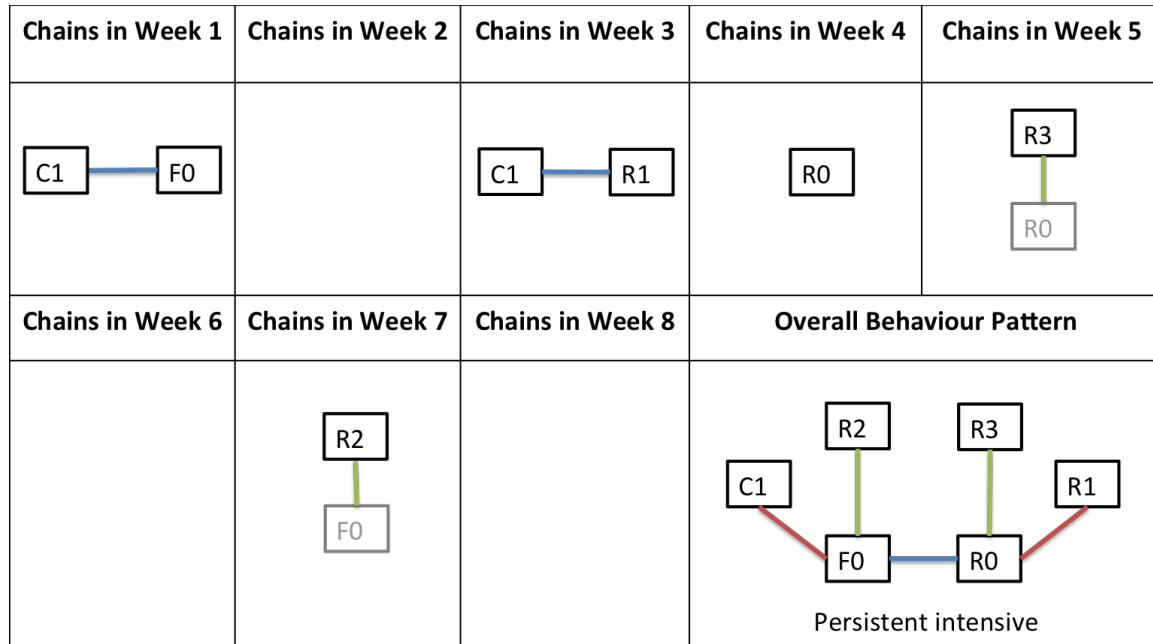 Chains in Week 1
Chains in Week 2
Chains in Week 3
Chains in Week 4
Chains in Week 5
C1
F0
C1
R1
R0
R3
R0
Chains in Week 6
Chains in Week 7
Chains in Week 8
Overall Behaviour Pattern
R2
F0
R2
R3
C1
R1
F0
R0
Persistent intensive